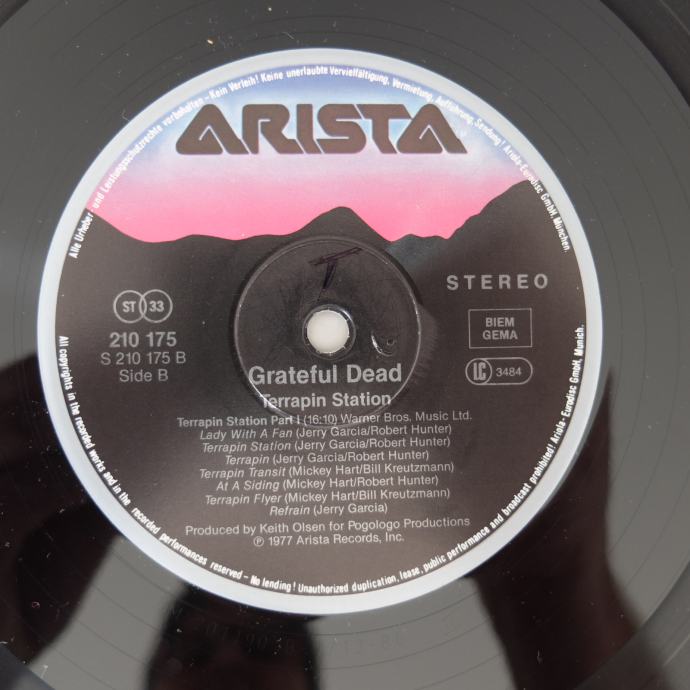 Alle Urheber- und Leistungsschutzrechte vorbehalten - Kein Verleih! Keine unerlaubte Vervielfältigung, Vermietung, Aufführung, Sendung! Ariola-Eurodisc GmbH, München.
ARISTA
STEREO
ST 33
210 175
S 210 175 B
Side B
BIEM
GEMA
LC 3484
T
Grateful Dead
Terrapin Station
Terrapin Station Part I (16:10) Warner Bros. Music Ltd.
Lady With A Fan (Jerry Garcia/Robert Hunter)
Terrapin Station (Jerry Garcia/Robert Hunter)
Terrapin (Jerry Garcia/Robert Hunter)
Terrapin Transit (Mickey Hart/Bill Kreutzmann)
At A Siding (Mickey Hart/Robert Hunter)
Terrapin Flyer (Mickey Hart/Bill Kreutzmann)
Refrain (Jerry Garcia)
Produced by Keith Olsen for Pogologo Productions
℗ 1977 Arista Records, Inc.
All copyrights in the recorded works and in the recorded performances reserved - No lending! Unauthorized duplication, lease, public performance and broadcast prohibited! Ariola-Eurodisc GmbH, Munich.